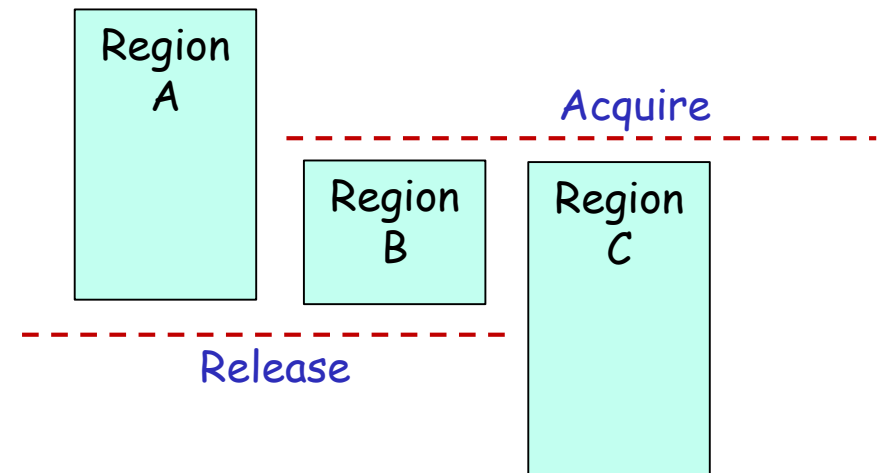 Region
A
Acquire
Region
B
Region
C
Release